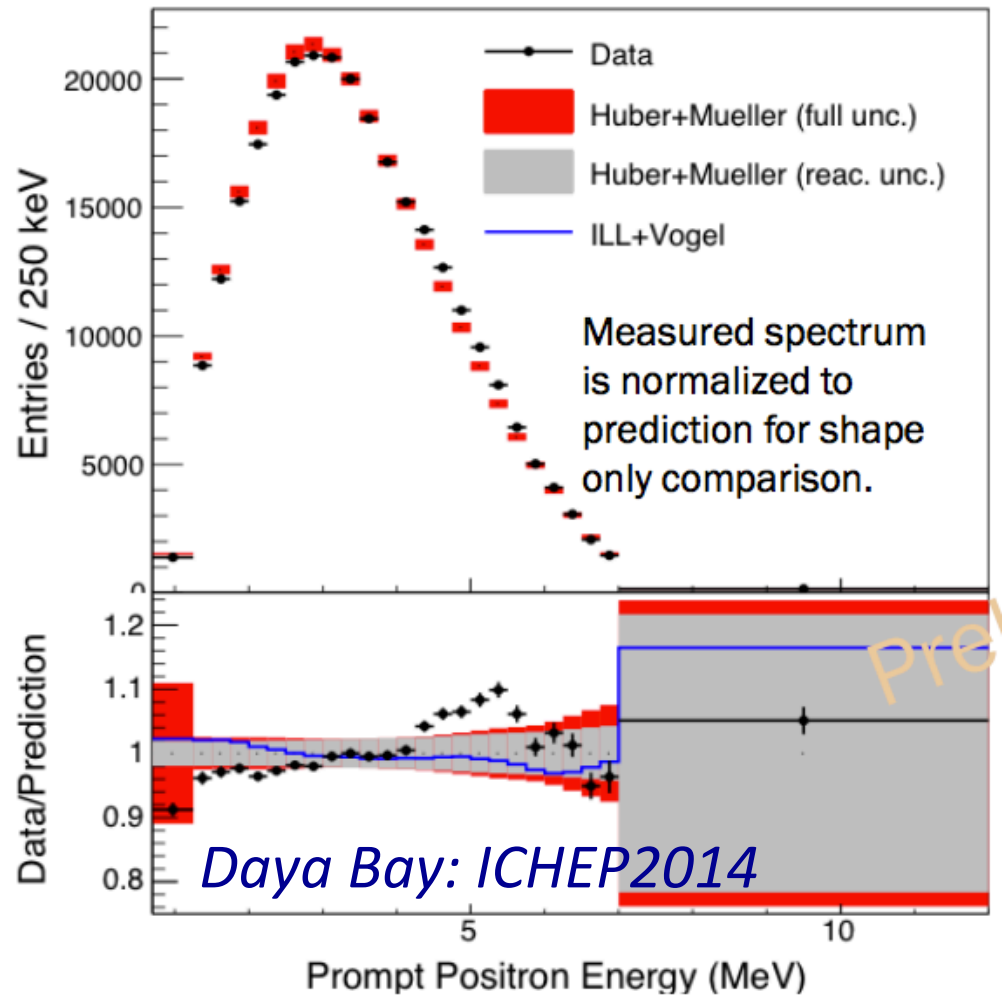 Entries / 250 keV
20000
15000
10000
5000
0
Data
Huber+Mueller (full unc.)
Huber+Mueller (reac. unc.)
ILL+Vogel
Measured spectrum
is normalized to
prediction for shape
only comparison.
Data/Prediction
1.2
1.1
1
0.9
0.8
Daya Bay: ICHEP2014
5
10
Prompt Positron Energy (MeV)